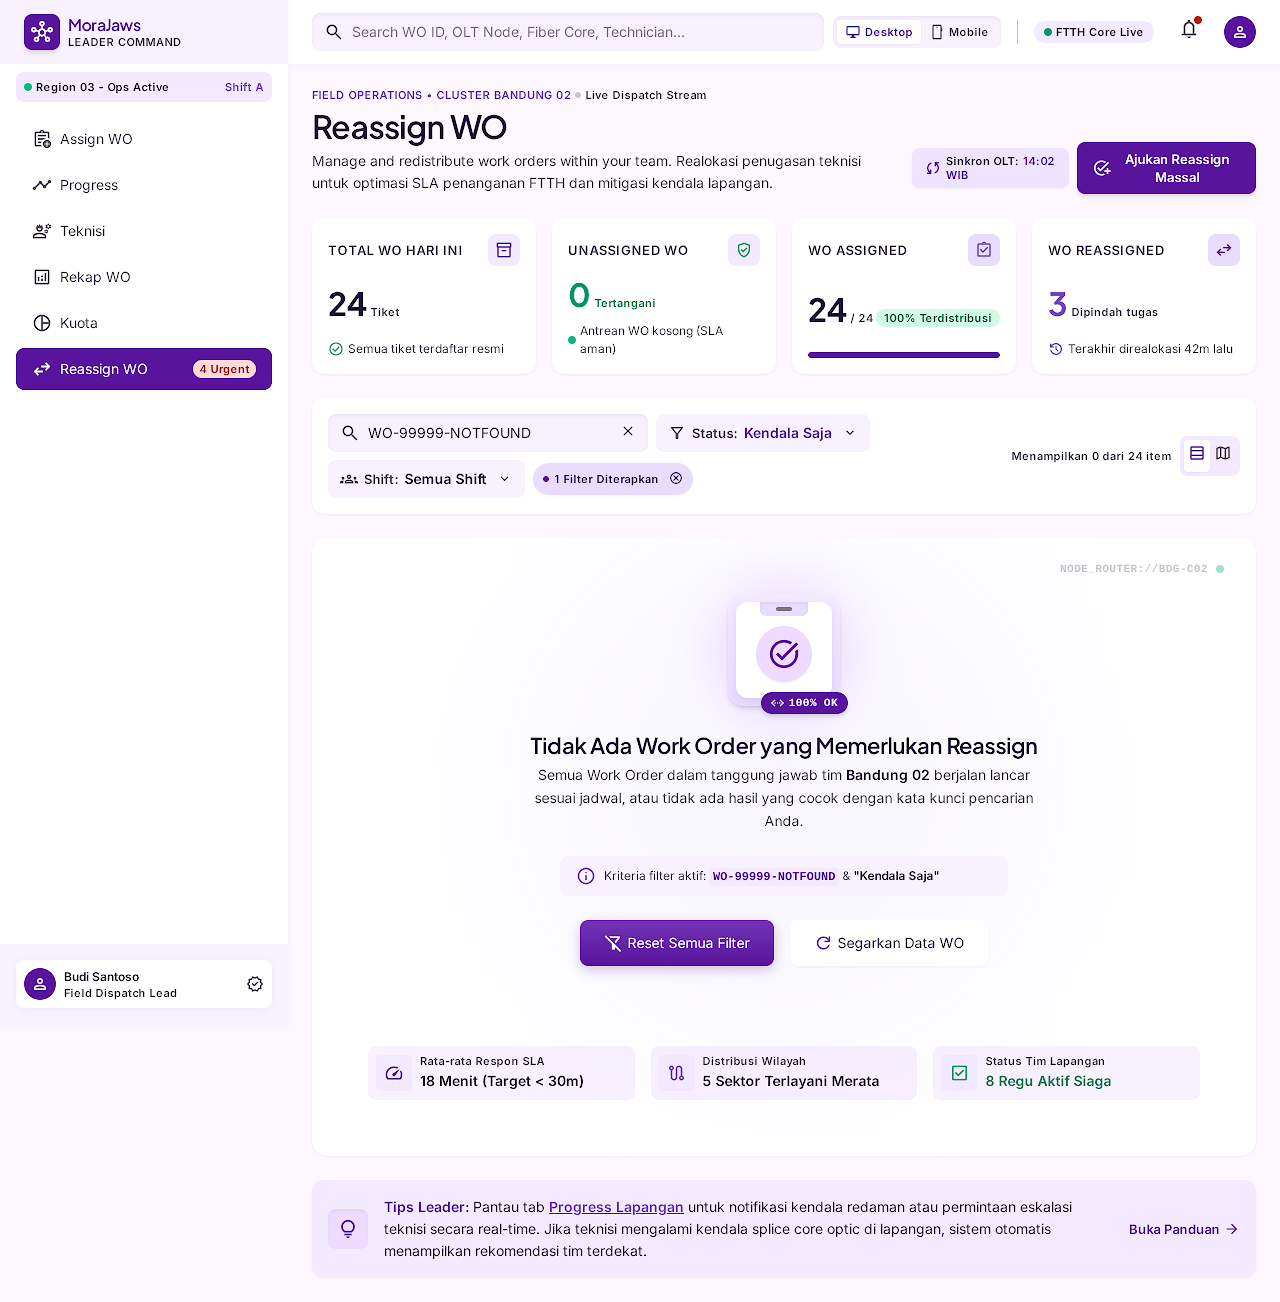 MoraJaws
LEADER COMMAND
Search WO ID, OLT Node, Fiber Core, Technician...
Desktop
Mobile
FTTH Core Live
Region 03 - Ops Active
Shift A
Assign WO
Progress
Teknisi
Rekap WO
Kuota
Reassign WO
4 Urgent
Budi Santoso
Field Dispatch Lead
FIELD OPERATIONS • CLUSTER BANDUNG 02
Live Dispatch Stream
Reassign WO
Manage and redistribute work orders within your team. Realokasi penugasan teknisi
untuk optimasi SLA penanganan FTTH dan mitigasi kendala lapangan.
Sinkron OLT: 14:02
WIB
Ajukan Reassign
Massal
TOTAL WO HARI INI
24 Tiket
Semua tiket terdaftar resmi
UNASSIGNED WO
0 Tertangani
Antrean WO kosong (SLA
aman)
WO ASSIGNED
24 / 24 100% Terdistribusi
WO REASSIGNED
3 Dipindah tugas
Terakhir direalokasi 42m lalu
WO-99999-NOTFOUND
Status: Kendala Saja
Shift: Semua Shift
1 Filter Diterapkan
Menampilkan 0 dari 24 item
NODE_ROUTER://BDG-C02
100% OK
Tidak Ada Work Order yang Memerlukan Reassign
Semua Work Order dalam tanggung jawab tim Bandung 02 berjalan lancar
sesuai jadwal, atau tidak ada hasil yang cocok dengan kata kunci pencarian
Anda.
Kriteria filter aktif: WO-99999-NOTFOUND & "Kendala Saja"
Reset Semua Filter
Segarkan Data WO
Rata-rata Respon SLA
18 Menit (Target < 30m)
Distribusi Wilayah
5 Sektor Terlayani Merata
Status Tim Lapangan
8 Regu Aktif Siaga
Tips Leader: Pantau tab Progress Lapangan untuk notifikasi kendala redaman atau permintaan eskalasi
teknisi secara real-time. Jika teknisi mengalami kendala splice core optic di lapangan, sistem otomatis
menampilkan rekomendasi tim terdekat.
Buka Panduan